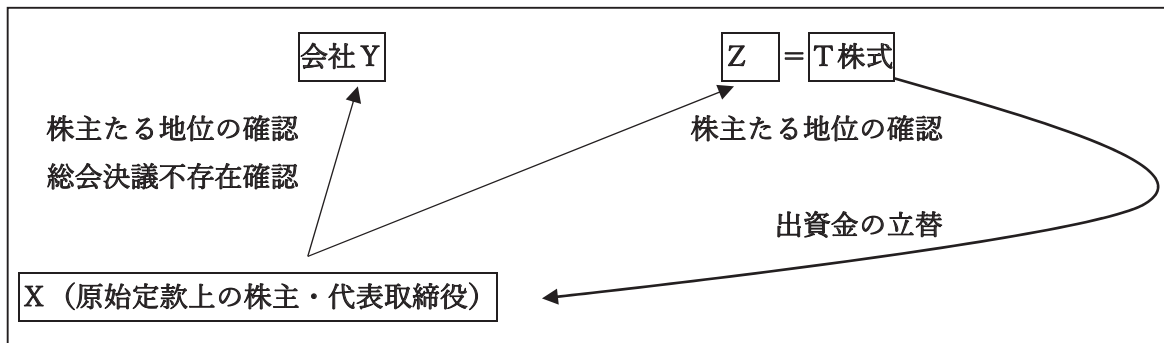 会社Y
Z = T株式
株主たる地位の確認
株主たる地位の確認
総会決議不存在確認
出資金の立替
X（原始定款上の株主・代表取締役）